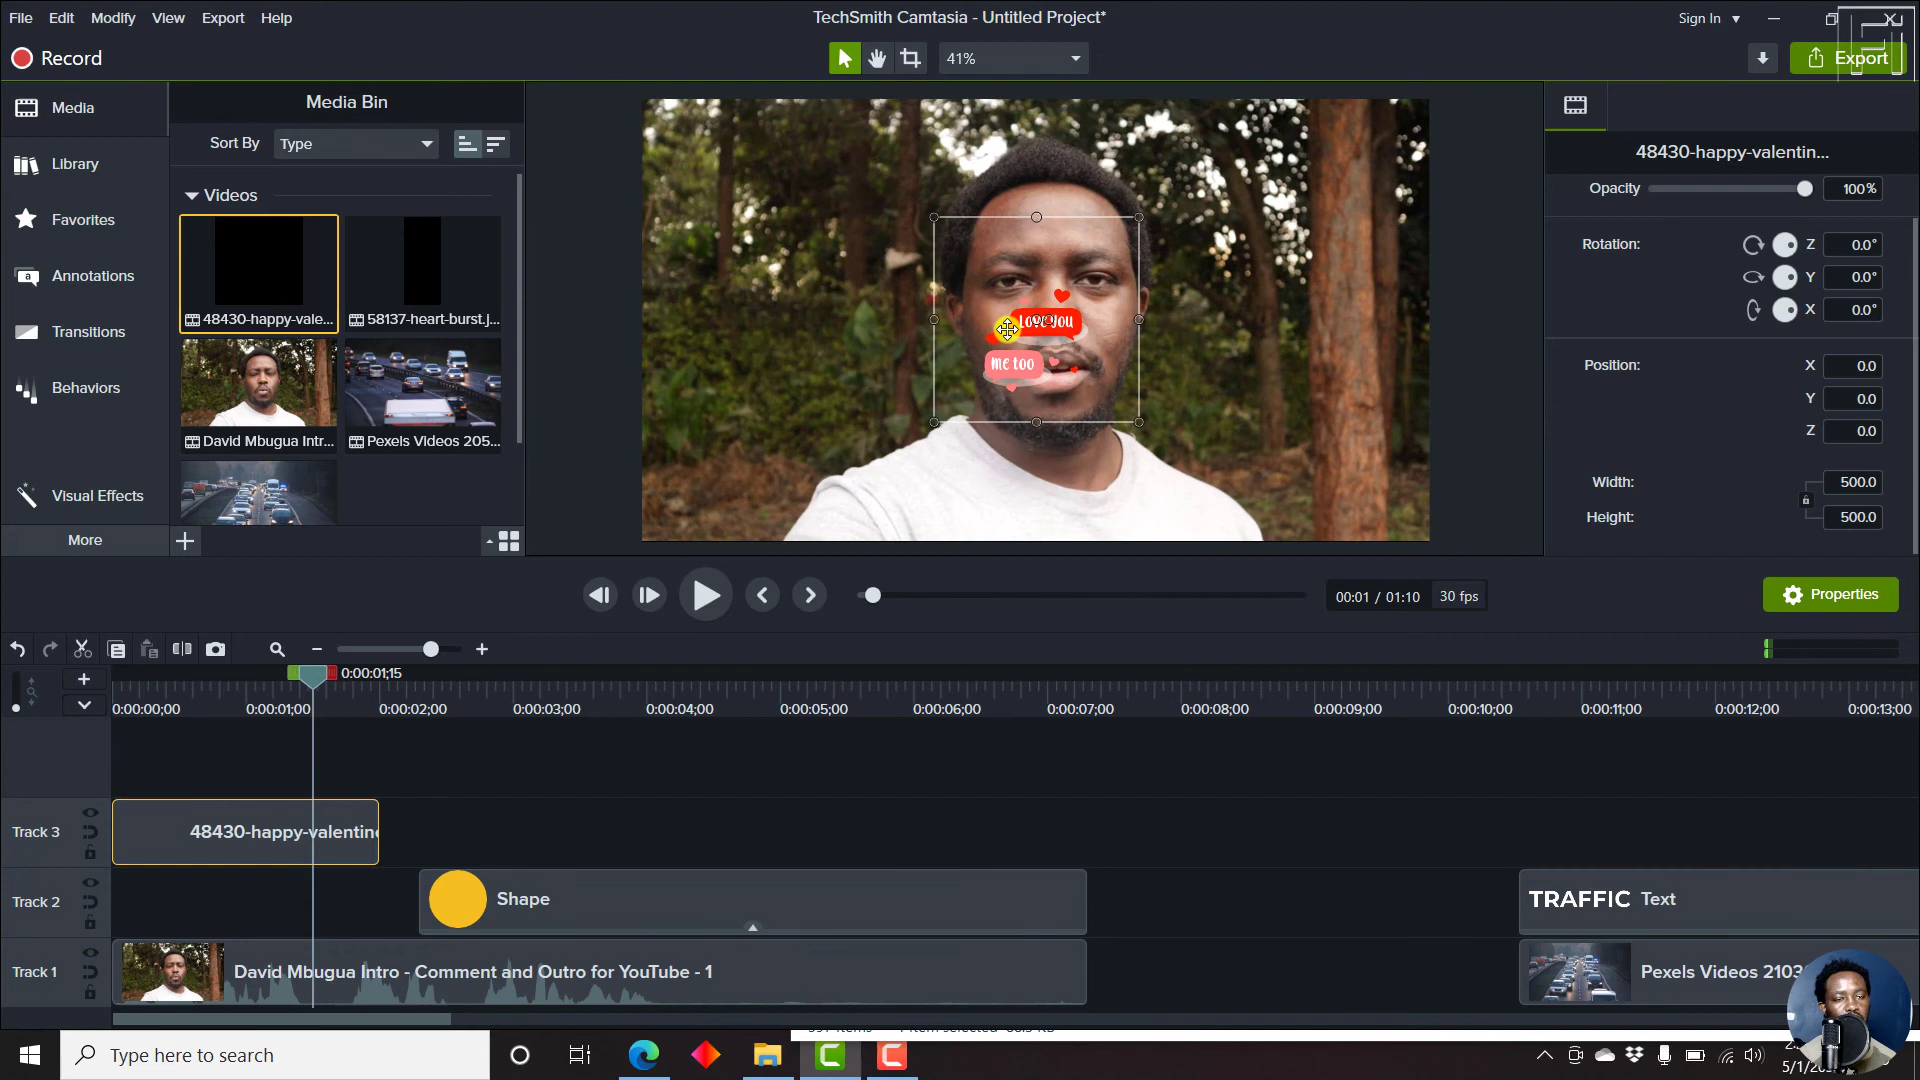 File Edit Modify View Export Help
TechSmith Camtasia - Untitled Project*
Sign In
Record
41%
Export
Media
Library
Favorites
Annotations
Transitions
Behaviors
Visual Effects
More
Media Bin
Sort By Type
Videos
48430-happy-vale... 58137-heart-burst.j...
David Mbugua Intr... Pexels Videos 205...
Love You
Me too
48430-happy-valentin...
Opacity 100%
Rotation: Z 0.0°
Y 0.0°
X 0.0°
Position: X 0.0
Y 0.0
Z 0.0
Width: 500.0
Height: 500.0
00:01 / 01:10 30 fps
Properties
0:00:01;15
0:00:00;00 0:00:01;00 0:00:02;00 0:00:03;00 0:00:04;00 0:00:05;00 0:00:06;00 0:00:07;00 0:00:08;00 0:00:09;00 0:00:10;00 0:00:11;00 0:00:12;00 0:00:13;00
Track 3 48430-happy-valentin
Track 2 Shape TRAFFIC Text
Track 1 David Mbugua Intro - Comment and Outro for YouTube - 1 Pexels Videos 2103
Type here to search